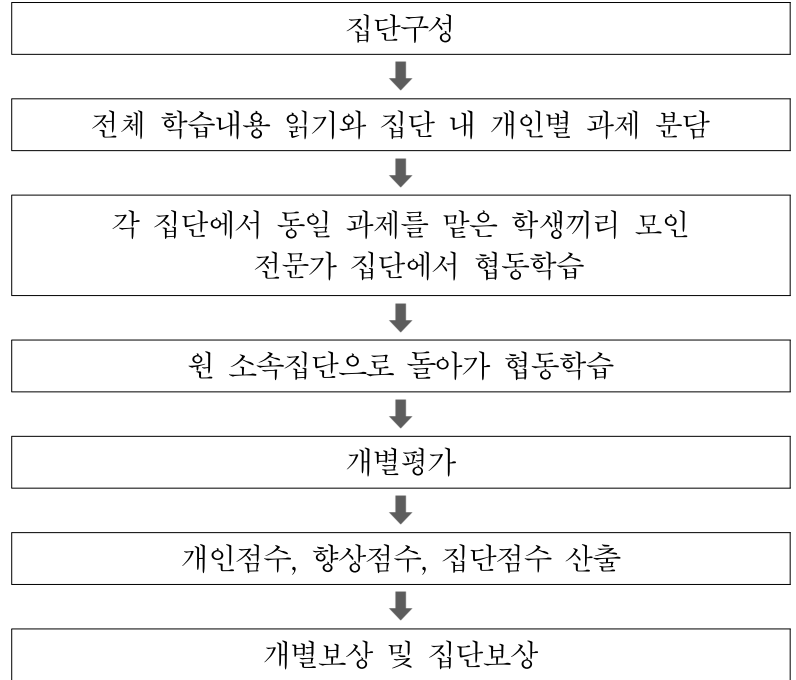 집단구성
전체 학습내용 읽기와 집단 내 개인별 과제 분담
각 집단에서 동일 과제를 맡은 학생끼리 모인
전문가 집단에서 협동학습
원 소속집단으로 돌아가 협동학습
개별평가
개인점수, 향상점수, 집단점수 산출
개별보상 및 집단보상